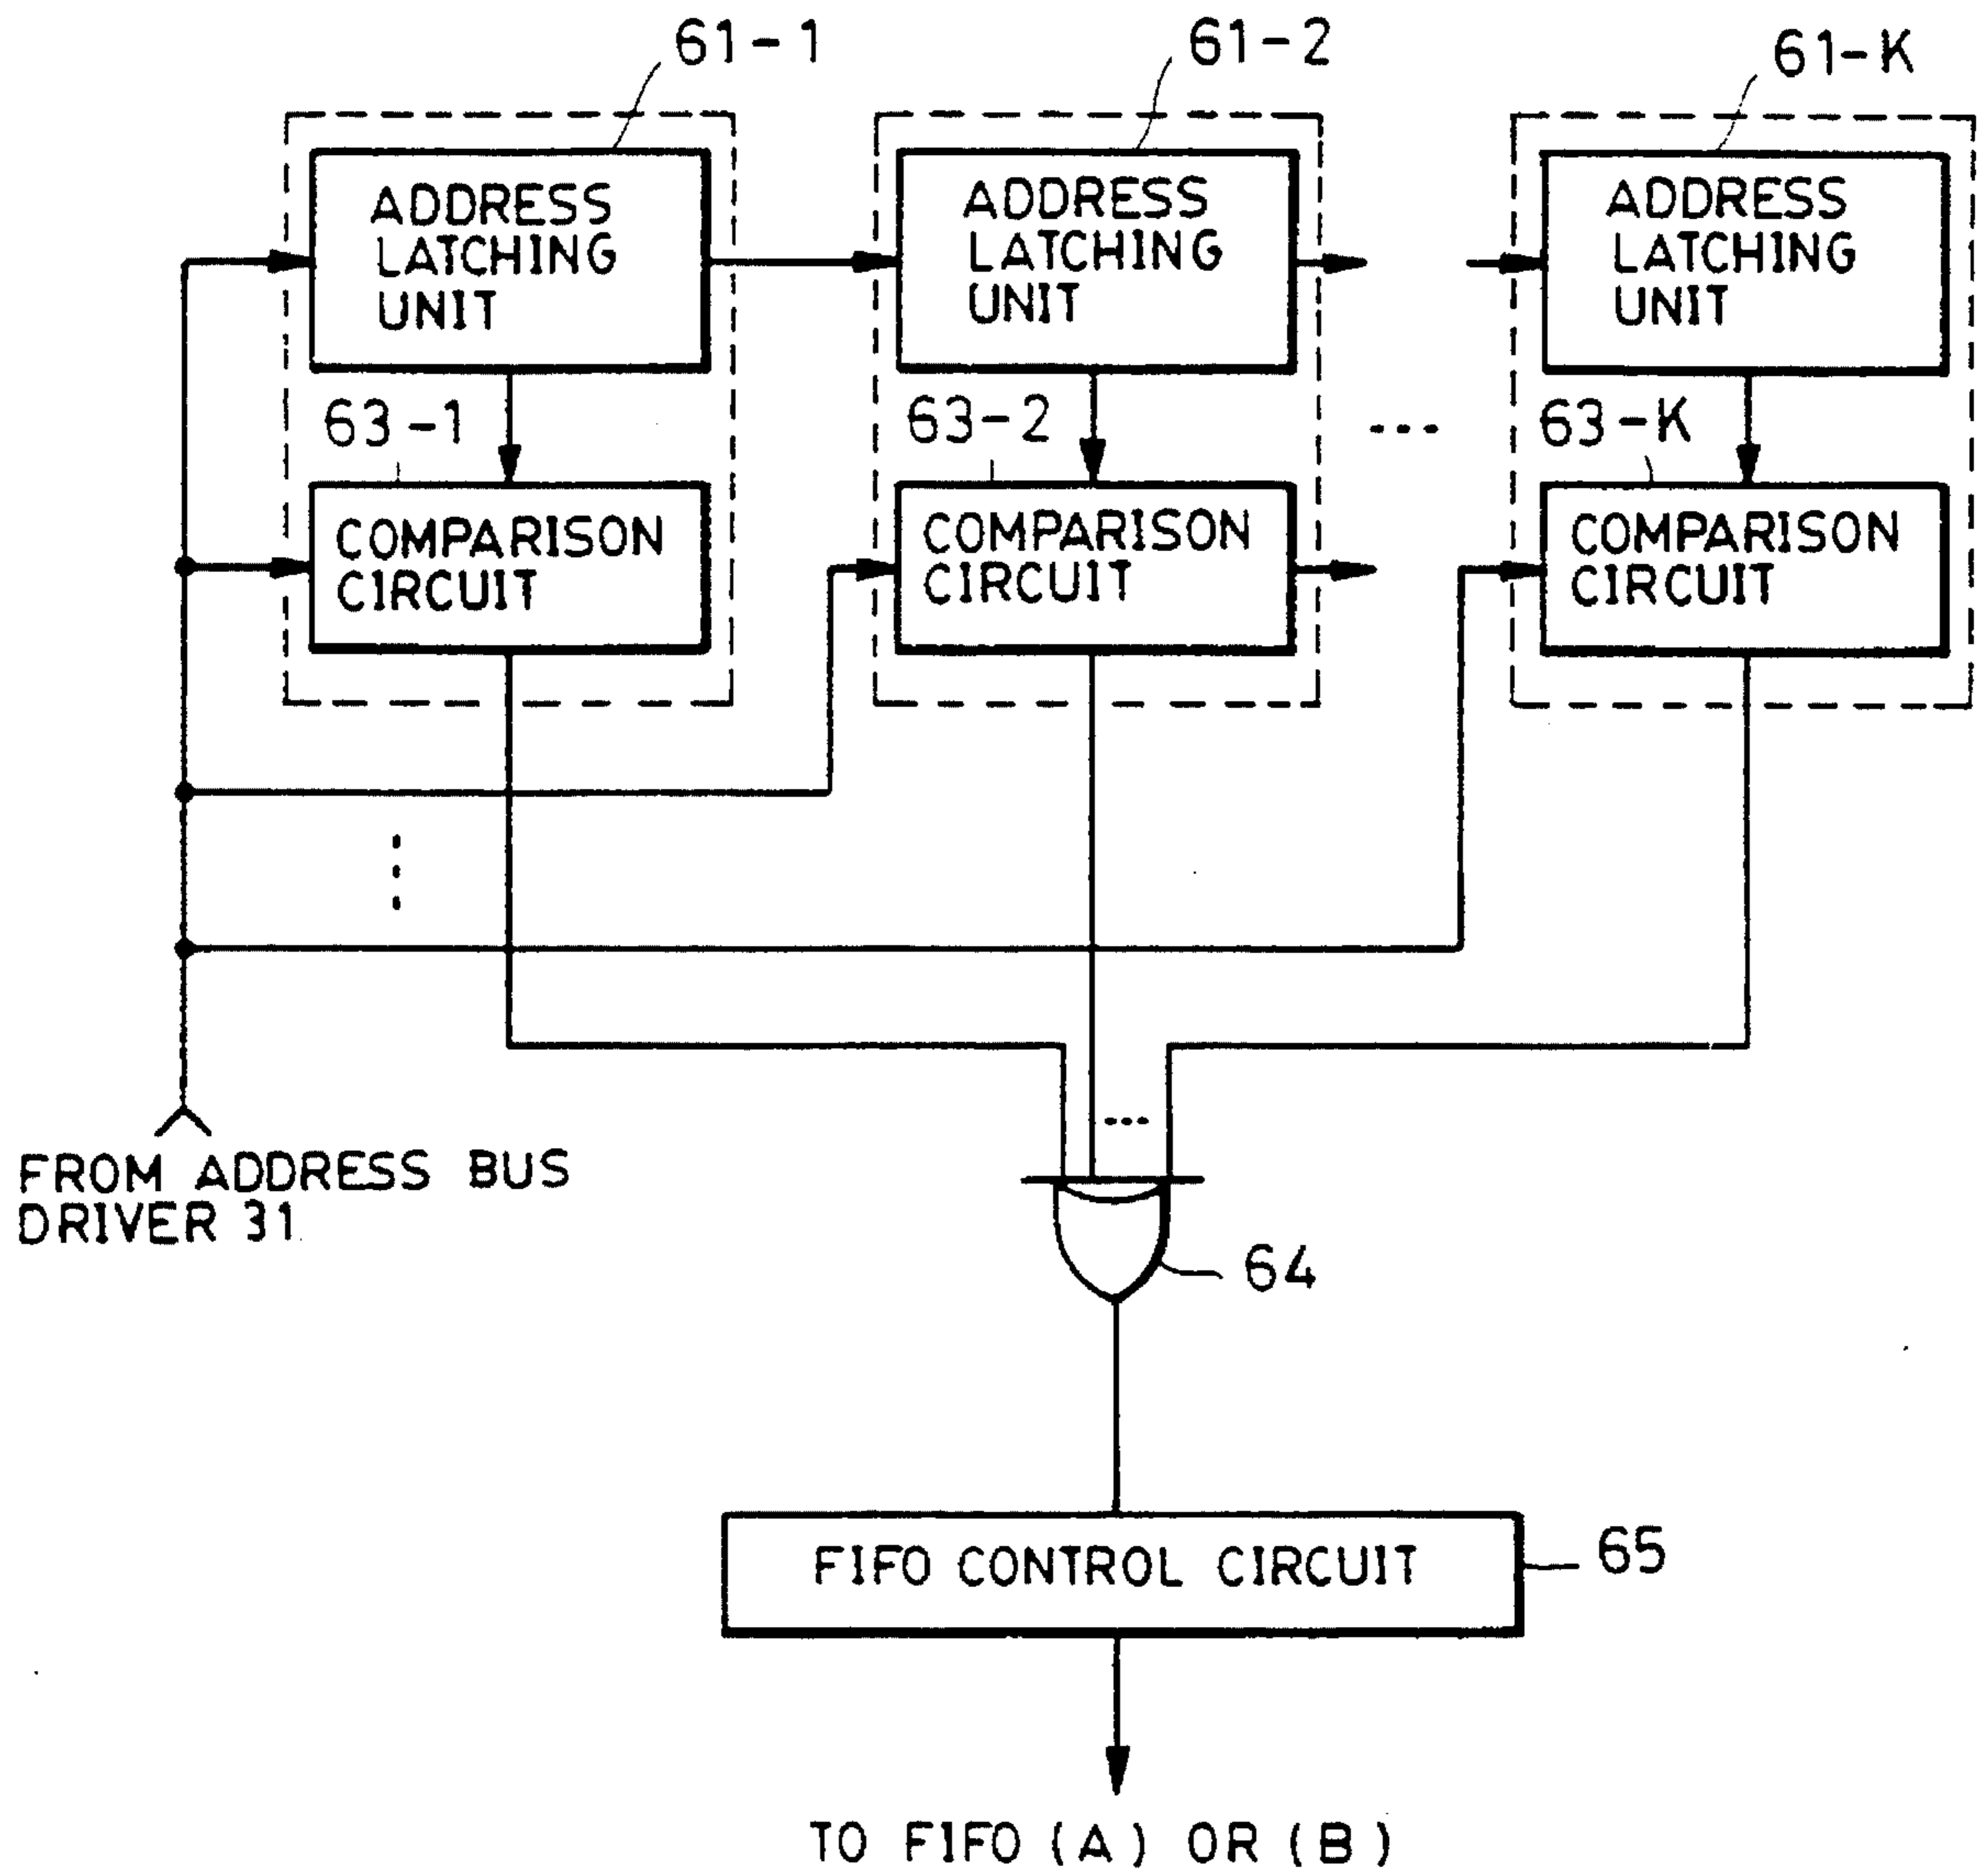 61-1
61-2
61-K
ADDRESS
LATCHING
UNIT
ADDRESS
LATCHING
UNIT
ADDRESS
LATCHING
UNIT
63-1
63-2
63-K
COMPARISON
CIRCUIT
COMPARISON
CIRCUIT
COMPARISON
CIRCUIT
FROM ADDRESS BUS
DRIVER 31
64
FIFO CONTROL CIRCUIT
65
TO FIFO (A) OR (B)